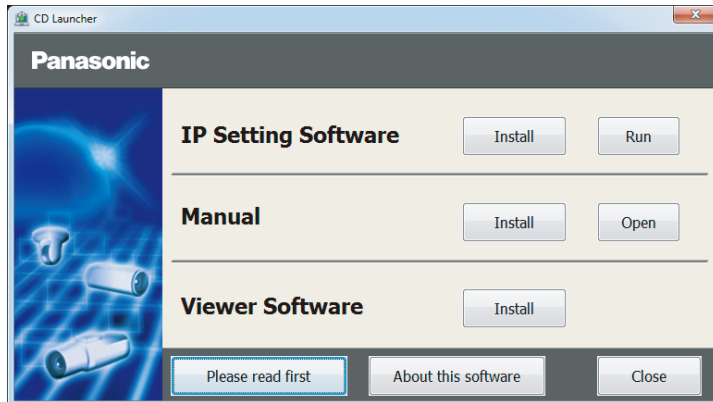 CD Launcher
Panasonic
IP Setting Software Install Run
Manual Install Open
Viewer Software Install
Please read first About this software Close